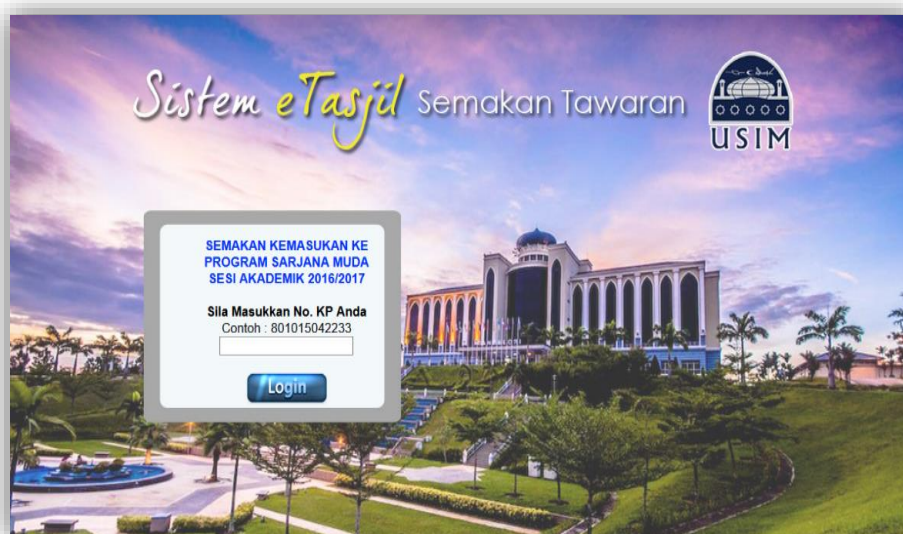 Sistem eTasjil Semakan Tawaran
USIM
SEMAKAN KEMASUKAN KE
PROGRAM SARJANA MUDA
SESI AKADEMIK 2016/2017
Sila Masukkan No. KP Anda
Contoh : 801015042233
Login